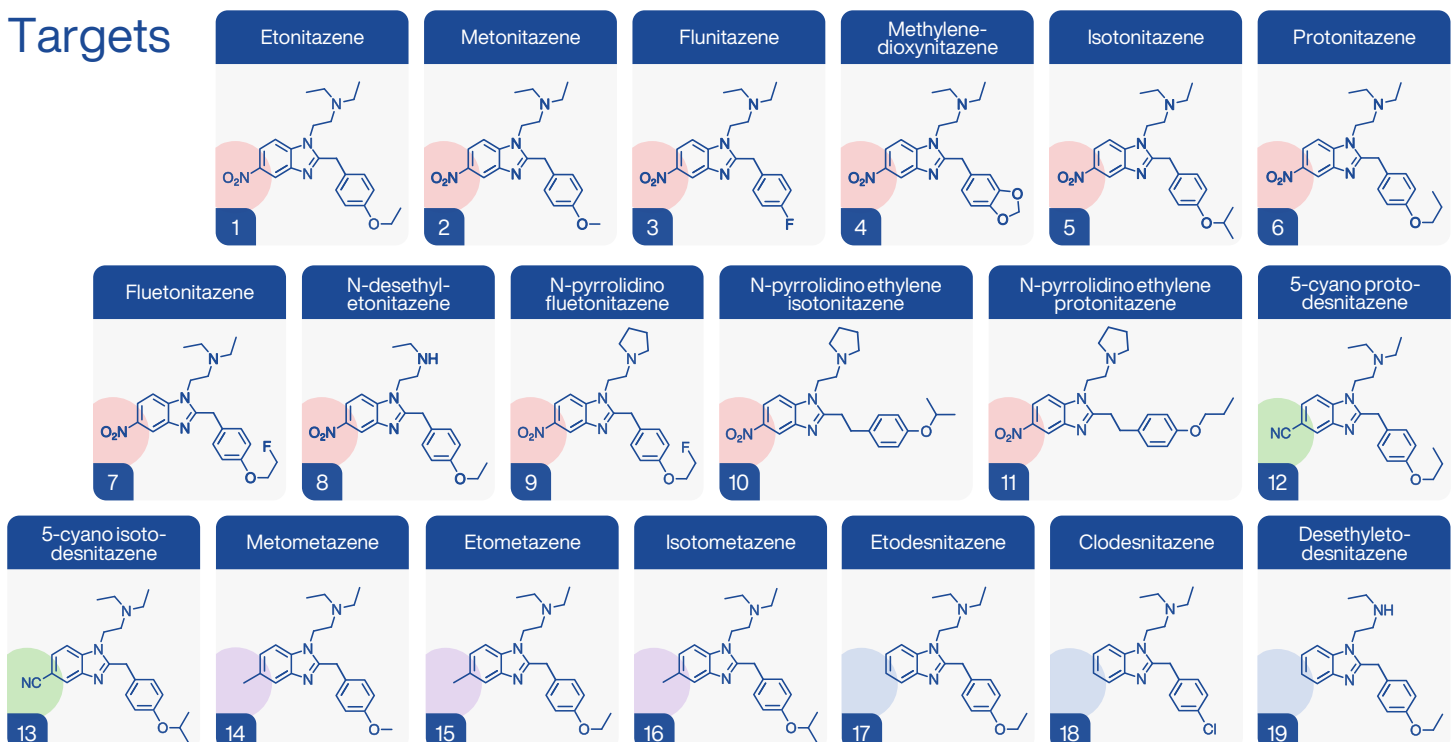 Targets
Etonitazene
Metonitazene
Flunitazene
Methylene-
dioxynitazene
Isotonitazene
Protonitazene
N
N
N
O₂N
O
1
N
N
N
O₂N
O
2
N
N
N
O₂N
F
3
N
N
N
O₂N
O
O
4
N
N
N
O₂N
O
5
N
N
N
O₂N
O
6
Fluetonitazene
N-desethyl-
etonitazene
N-pyrrolidino
fluetonitazene
N-pyrrolidino ethylene
isotonitazene
N-pyrrolidino ethylene
protonitazene
5-cyano proto-
desnitazene
N
N
N
O₂N
F
O
7
NH
N
N
O₂N
O
8
N
N
N
O₂N
F
O
9
N
N
N
O₂N
O
10
N
N
N
O₂N
O
11
N
N
N
NC
O
12
5-cyano isoto-
desnitazene
Metometazene
Etometazene
Isotometazene
Etodesnitazene
Clodesnitazene
Desethyleto-
desnitazene
N
N
N
NC
O
13
N
N
N
O
14
N
N
N
O
15
N
N
N
O
16
N
N
N
O
17
N
N
N
Cl
18
NH
N
N
O
19